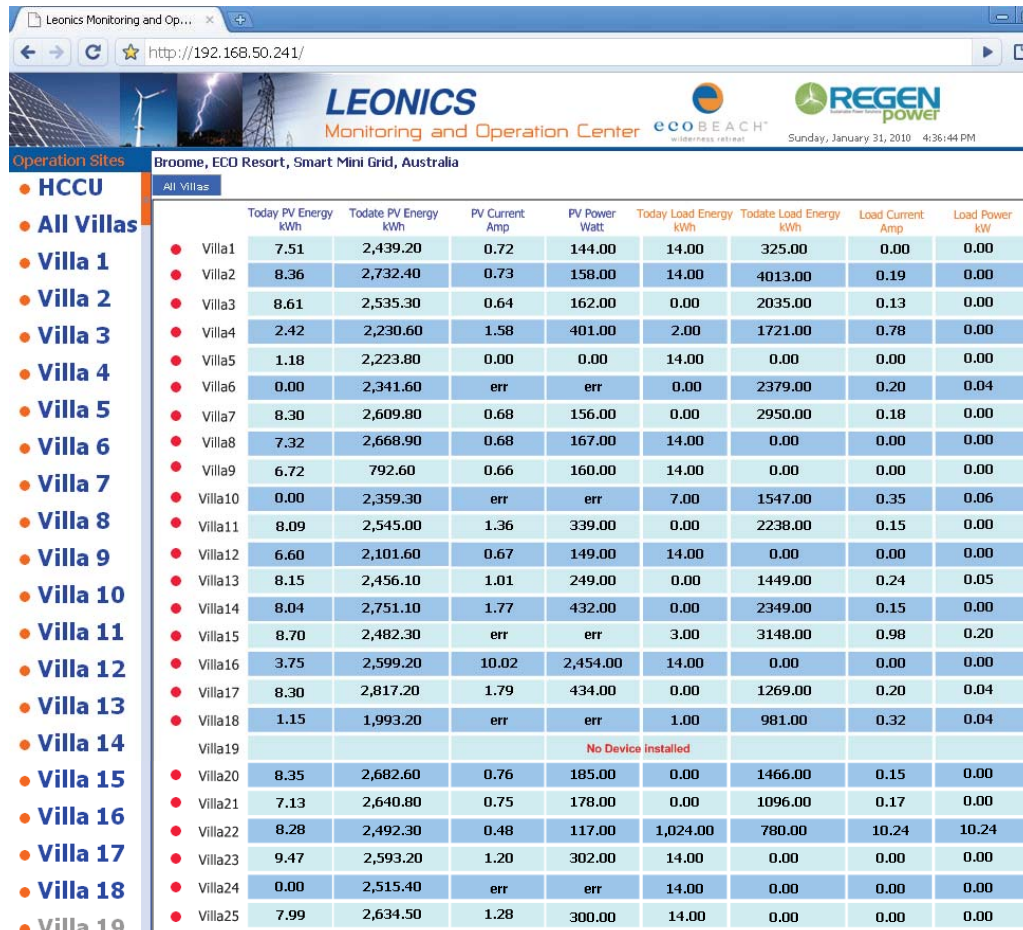 Leonics Monitoring and Op...
http://192.168.50.241/
LEONICS
Monitoring and Operation Center
ecoBEACH
wilderness retreat
REGEN
power
Sunday, January 31, 2010 4:36:44 PM
Operation Sites
HCCU
All Villas
Villa 1
Villa 2
Villa 3
Villa 4
Villa 5
Villa 6
Villa 7
Villa 8
Villa 9
Villa 10
Villa 11
Villa 12
Villa 13
Villa 14
Villa 15
Villa 16
Villa 17
Villa 18
Villa 19
Broome, ECO Resort, Smart Mini Grid, Australia
All Villas
Today PV Energy kWh Todate PV Energy kWh PV Current Amp PV Power Watt Today Load Energy kWh Todate Load Energy kWh Load Current Amp Load Power kW
Villa1 7.51 2,439.20 0.72 144.00 14.00 325.00 0.00 0.00
Villa2 8.36 2,732.40 0.73 158.00 14.00 4013.00 0.19 0.00
Villa3 8.61 2,535.30 0.64 162.00 0.00 2035.00 0.13 0.00
Villa4 2.42 2,230.60 1.58 401.00 2.00 1721.00 0.78 0.00
Villa5 1.18 2,223.80 0.00 0.00 14.00 0.00 0.00 0.00
Villa6 0.00 2,341.60 err err 0.00 2379.00 0.20 0.04
Villa7 8.30 2,609.80 0.68 156.00 0.00 2950.00 0.18 0.00
Villa8 7.32 2,668.90 0.68 167.00 14.00 0.00 0.00 0.00
Villa9 6.72 792.60 0.66 160.00 14.00 0.00 0.00 0.00
Villa10 0.00 2,359.30 err err 7.00 1547.00 0.35 0.06
Villa11 8.09 2,545.00 1.36 339.00 0.00 2238.00 0.15 0.00
Villa12 6.60 2,101.60 0.67 149.00 14.00 0.00 0.00 0.00
Villa13 8.15 2,456.10 1.01 249.00 0.00 1449.00 0.24 0.05
Villa14 8.04 2,751.10 1.77 432.00 0.00 2349.00 0.15 0.00
Villa15 8.70 2,482.30 err err 3.00 3148.00 0.98 0.20
Villa16 3.75 2,599.20 10.02 2,454.00 14.00 0.00 0.00 0.00
Villa17 8.30 2,817.20 1.79 434.00 0.00 1269.00 0.20 0.04
Villa18 1.15 1,993.20 err err 1.00 981.00 0.32 0.04
Villa19 No Device installed
Villa20 8.35 2,682.60 0.76 185.00 0.00 1466.00 0.15 0.00
Villa21 7.13 2,640.80 0.75 178.00 0.00 1096.00 0.17 0.00
Villa22 8.28 2,492.30 0.48 117.00 1,024.00 780.00 10.24 10.24
Villa23 9.47 2,593.20 1.20 302.00 14.00 0.00 0.00 0.00
Villa24 0.00 2,515.40 err err 14.00 0.00 0.00 0.00
Villa25 7.99 2,634.50 1.28 300.00 14.00 0.00 0.00 0.00